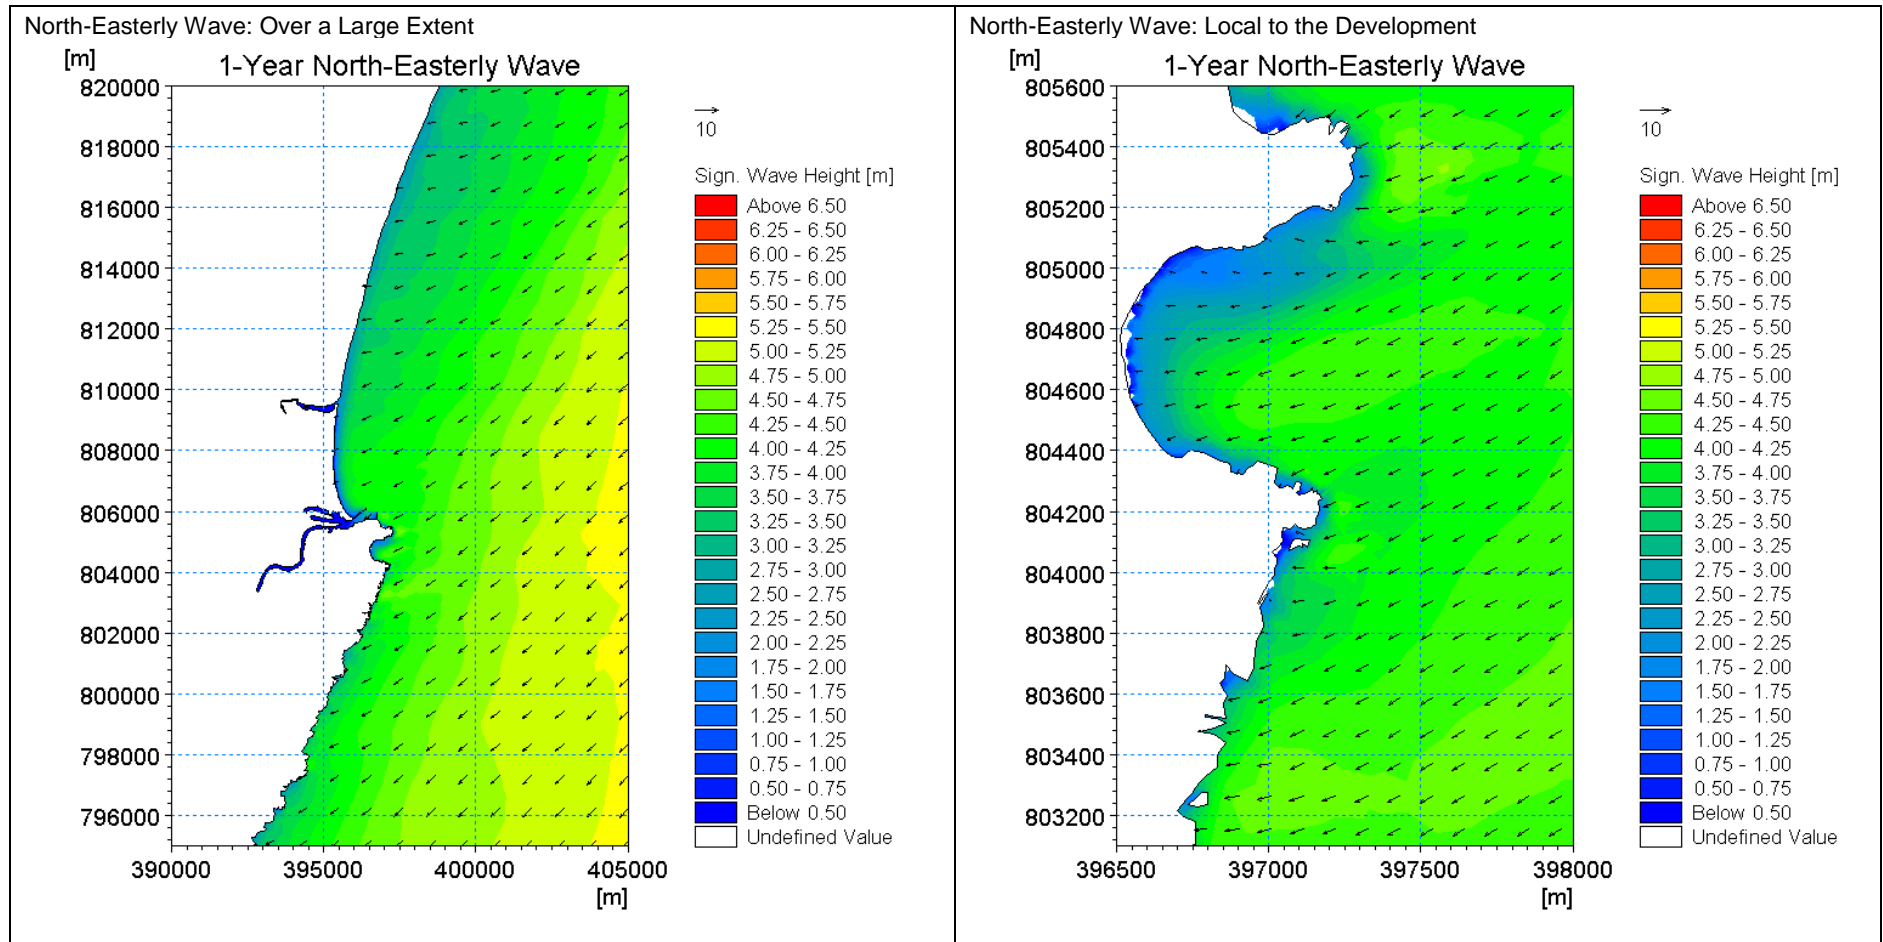 North-Easterly Wave: Over a Large Extent
[m]
1-Year North-Easterly Wave
820000
818000
816000
814000
812000
810000
808000
806000
804000
802000
800000
798000
796000
390000 395000 400000 405000
[m]
10
Sign. Wave Height [m]
Above 6.50
6.25 - 6.50
6.00 - 6.25
5.75 - 6.00
5.50 - 5.75
5.25 - 5.50
5.00 - 5.25
4.75 - 5.00
4.50 - 4.75
4.25 - 4.50
4.00 - 4.25
3.75 - 4.00
3.50 - 3.75
3.25 - 3.50
3.00 - 3.25
2.75 - 3.00
2.50 - 2.75
2.25 - 2.50
2.00 - 2.25
1.75 - 2.00
1.50 - 1.75
1.25 - 1.50
1.00 - 1.25
0.75 - 1.00
0.50 - 0.75
Below 0.50
Undefined Value
North-Easterly Wave: Local to the Development
[m]
1-Year North-Easterly Wave
805600
805400
805200
805000
804800
804600
804400
804200
804000
803800
803600
803400
803200
396500 397000 397500 398000
[m]
10
Sign. Wave Height [m]
Above 6.50
6.25 - 6.50
6.00 - 6.25
5.75 - 6.00
5.50 - 5.75
5.25 - 5.50
5.00 - 5.25
4.75 - 5.00
4.50 - 4.75
4.25 - 4.50
4.00 - 4.25
3.75 - 4.00
3.50 - 3.75
3.25 - 3.50
3.00 - 3.25
2.75 - 3.00
2.50 - 2.75
2.25 - 2.50
2.00 - 2.25
1.75 - 2.00
1.50 - 1.75
1.25 - 1.50
1.00 - 1.25
0.75 - 1.00
0.50 - 0.75
Below 0.50
Undefined Value